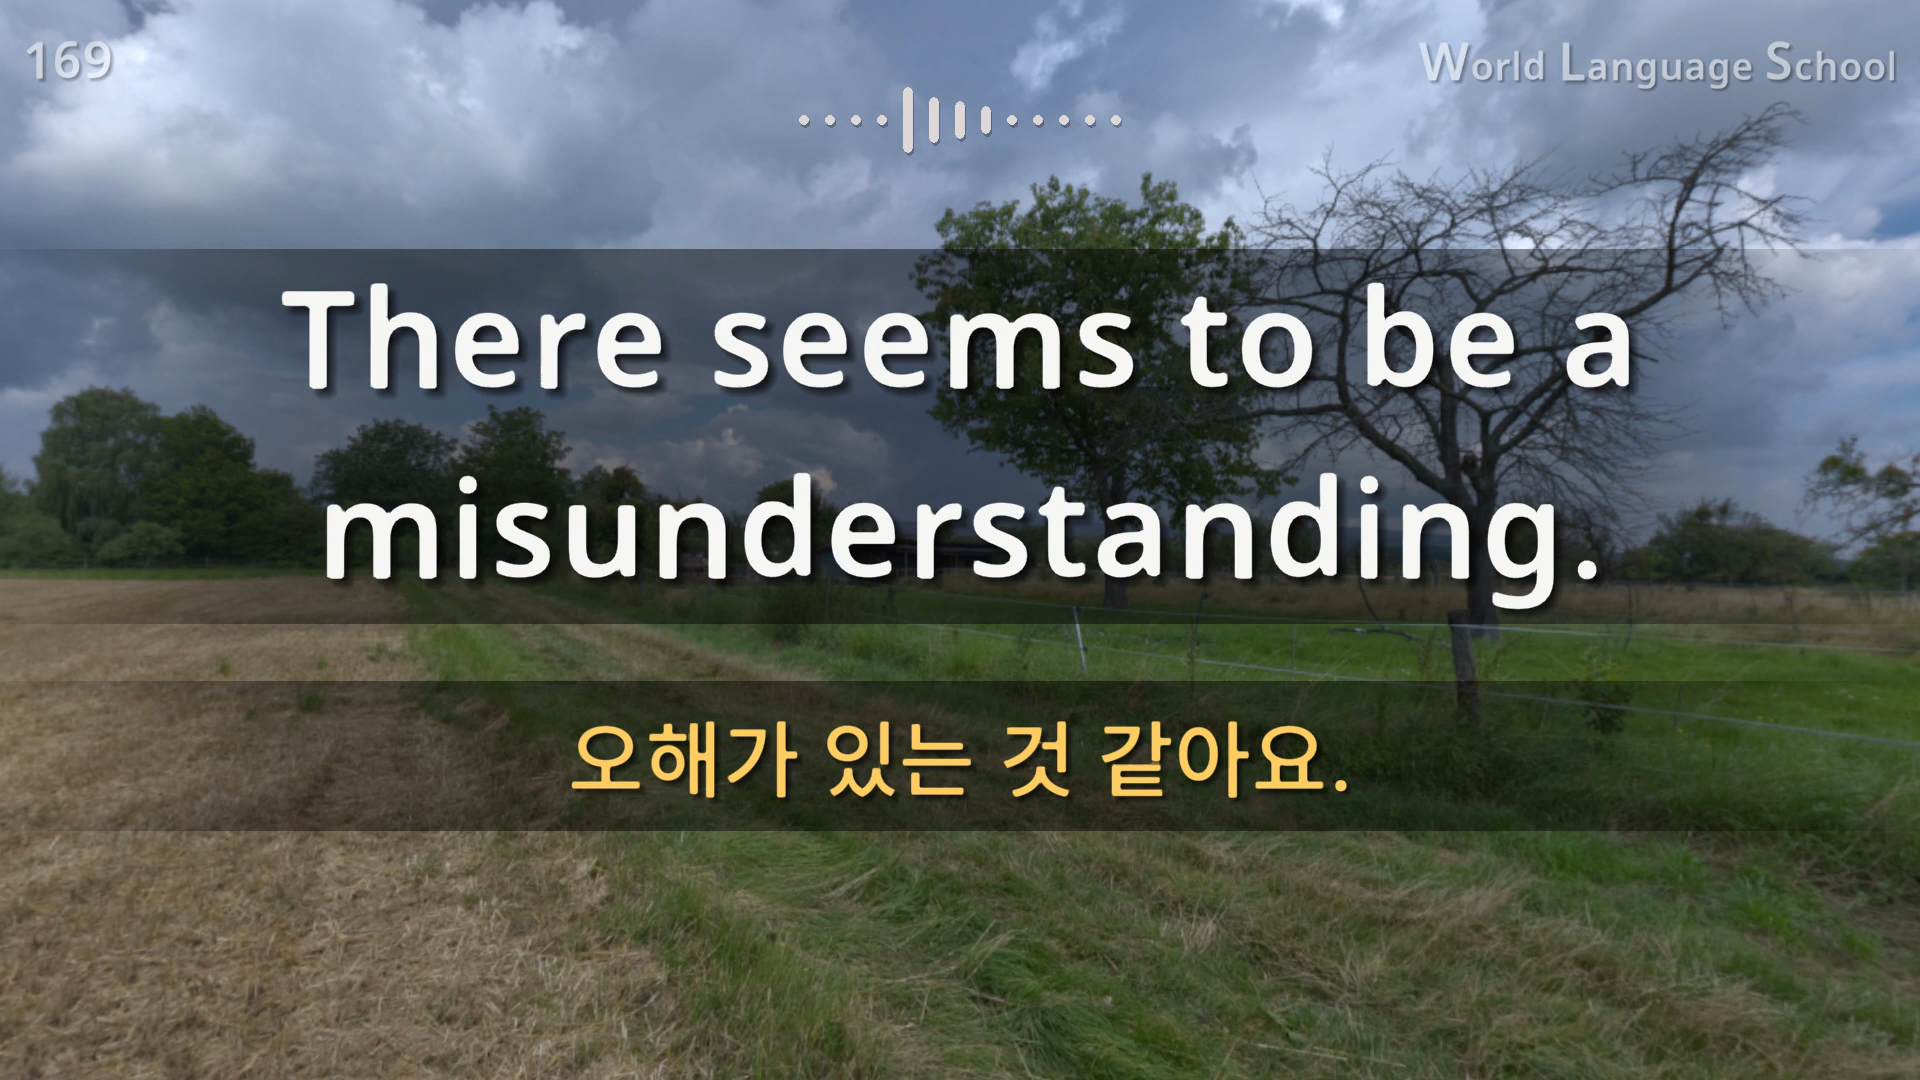 169
World Language School
There seems to be a
misunderstanding.
오해가 있는 것 같아요.